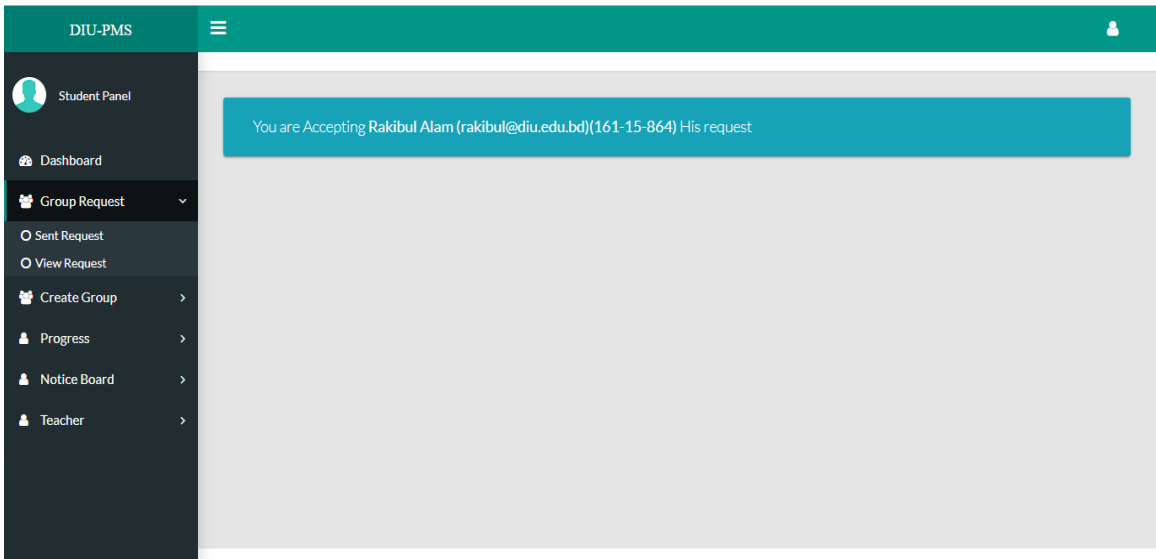 DIU-PMS
Student Panel
Dashboard
Group Request
Sent Request
View Request
Create Group
Progress
Notice Board
Teacher
You are Accepting Rakibul Alam (rakibul@diu.edu.bd)(161-15-864) His request